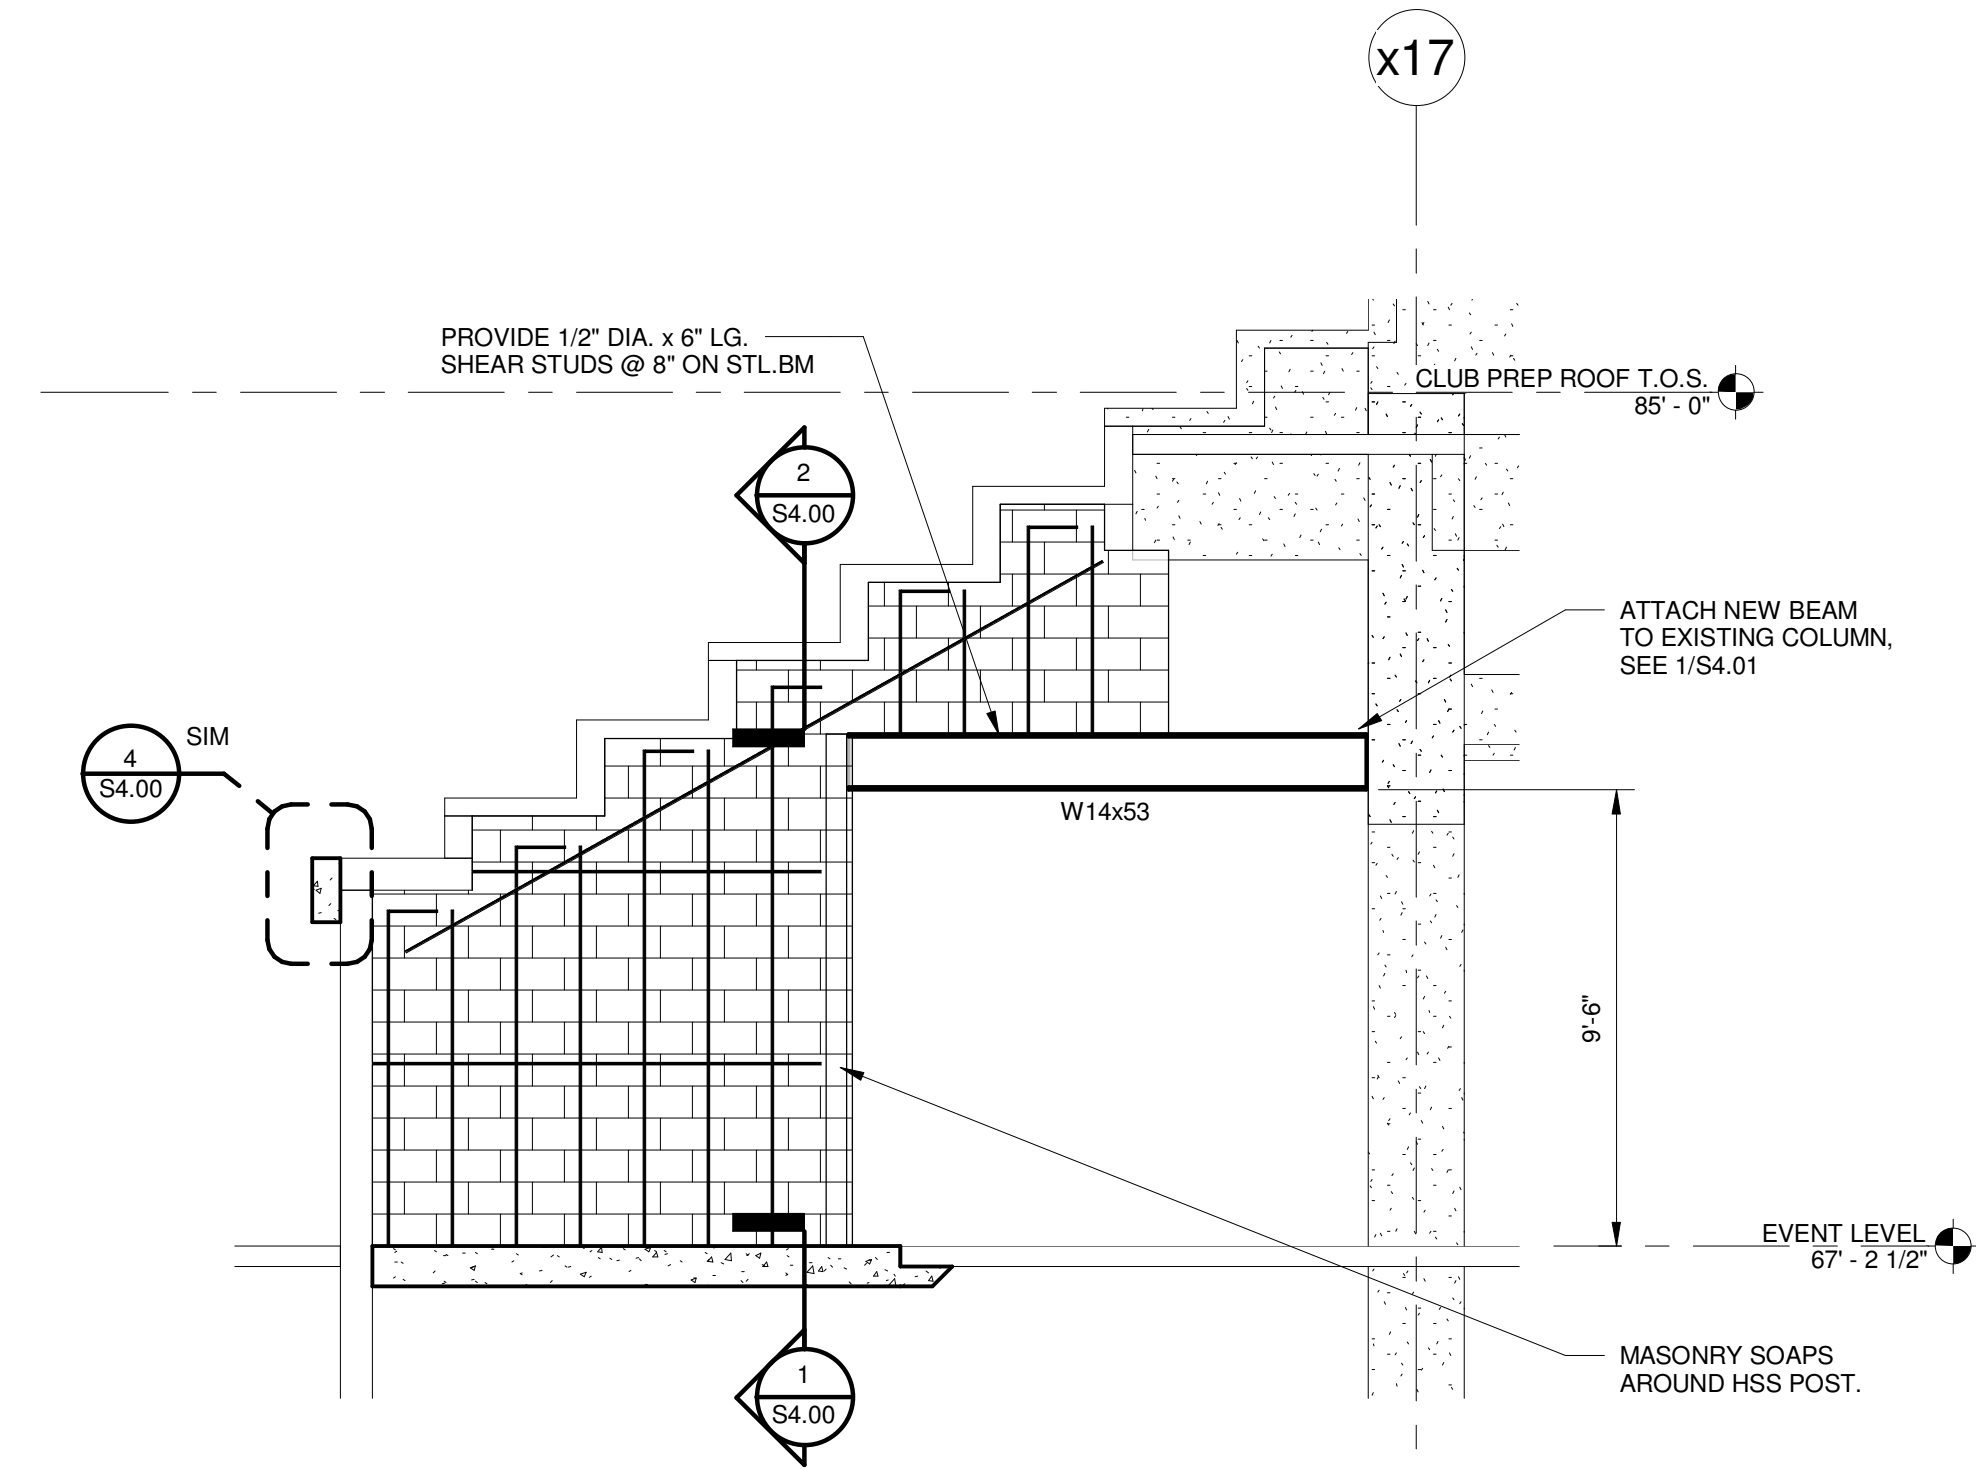 x17
PROVIDE 1/2" DIA. x 6" LG.
SHEAR STUDS @ 8" ON STL.BM
CLUB PREP ROOF T.O.S.
85' - 0"
2
S4.00
ATTACH NEW BEAM
TO EXISTING COLUMN,
SEE 1/S4.01
4
S4.00
SIM
W14x53
9'-6"
EVENT LEVEL
67' - 2 1/2"
MASONRY SOAPS
AROUND HSS POST.
1
S4.00